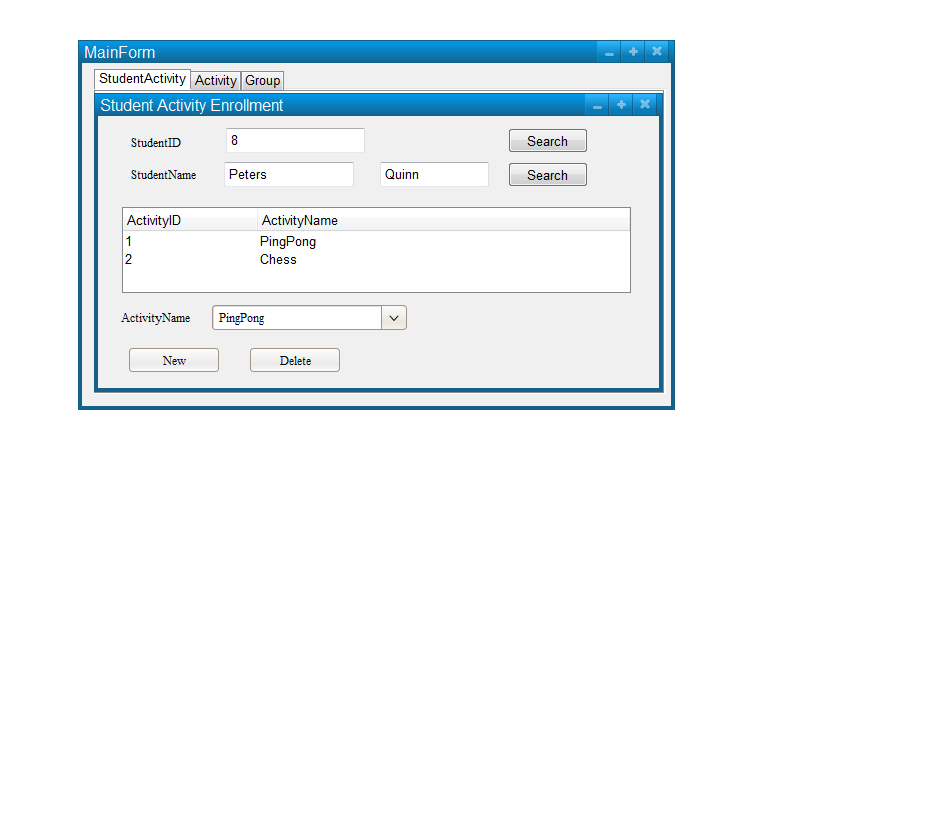 MainForm
StudentActivity Activity Group
Student Activity Enrollment
StudentID 8 Search
StudentName Peters Quinn Search
ActivityID ActivityName
1 PingPong
2 Chess
ActivityName PingPong
New Delete